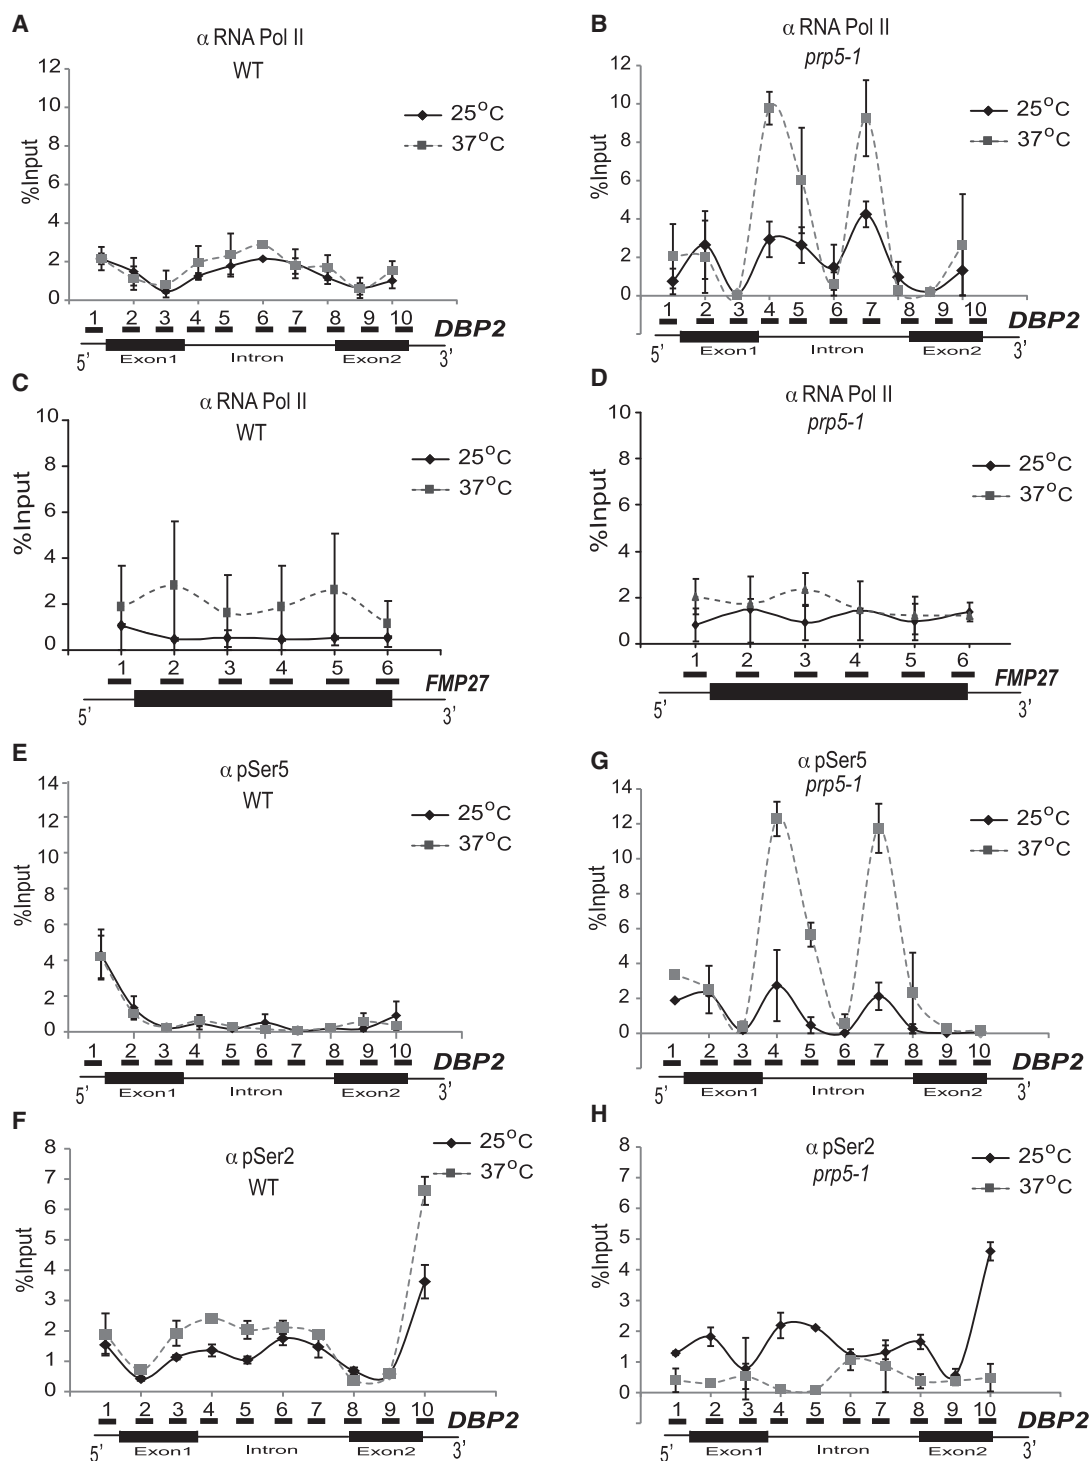 A
α RNA Pol II
WT
12
10
8
6
4
2
0
%Input
25°C
37°C
1 2 3 4 5 6 7 8 9 10
DBP2
5’ Exon1 Intron Exon2 3’
B
α RNA Pol II
prp5-1
12
10
8
6
4
2
0
%Input
25°C
37°C
1 2 3 4 5 6 7 8 9 10
DBP2
5’ Exon1 Intron Exon2 3’
C
α RNA Pol II
WT
10
8
6
4
2
0
%Input
25°C
37°C
1 2 3 4 5 6
FMP27
5’ 3’
D
α RNA Pol II
prp5-1
10
8
6
4
2
0
%Input
25°C
37°C
1 2 3 4 5 6
FMP27
5’ 3’
E
α pSer5
WT
14
12
10
8
6
4
2
0
%Input
25°C
37°C
1 2 3 4 5 6 7 8 9 10
DBP2
5’ Exon1 Intron Exon2 3’
G
α pSer5
prp5-1
14
12
10
8
6
4
2
0
%Input
25°C
37°C
1 2 3 4 5 6 7 8 9 10
DBP2
5’ Exon1 Intron Exon2 3’
F
α pSer2
WT
8
7
6
5
4
3
2
1
0
%Input
25°C
37°C
1 2 3 4 5 6 7 8 9 10
DBP2
5’ Exon1 Intron Exon2 3’
H
α pSer2
prp5-1
8
7
6
5
4
3
2
1
0
%Input
25°C
37°C
1 2 3 4 5 6 7 8 9 10
DBP2
5’ Exon1 Intron Exon2 3’